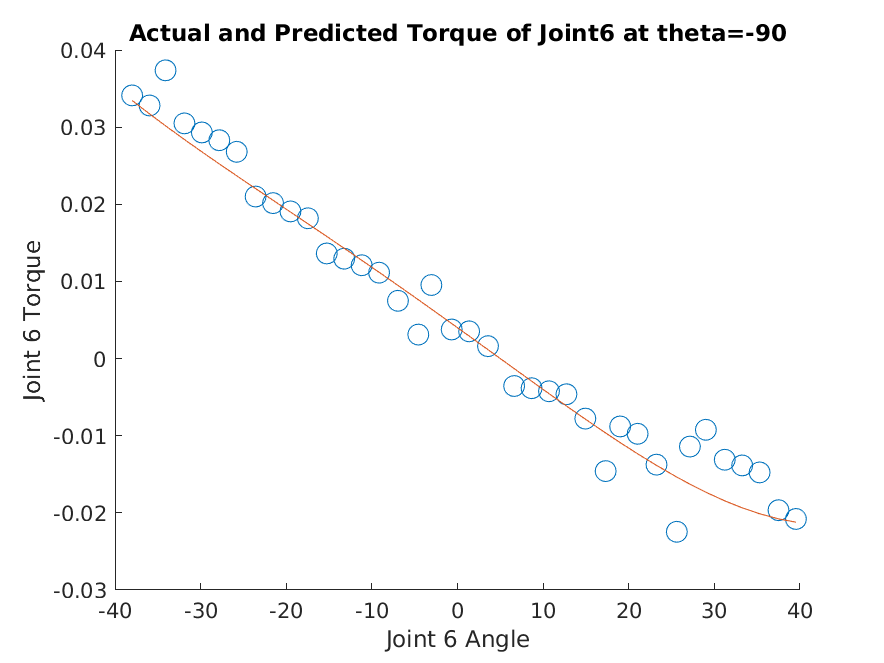 Actual and Predicted Torque of Joint6 at theta=-90
0.04
0.03
0.02
0.01
0
-0.01
-0.02
-0.03
Joint 6 Torque
-40 -30 -20 -10 0 10 20 30 40
Joint 6 Angle